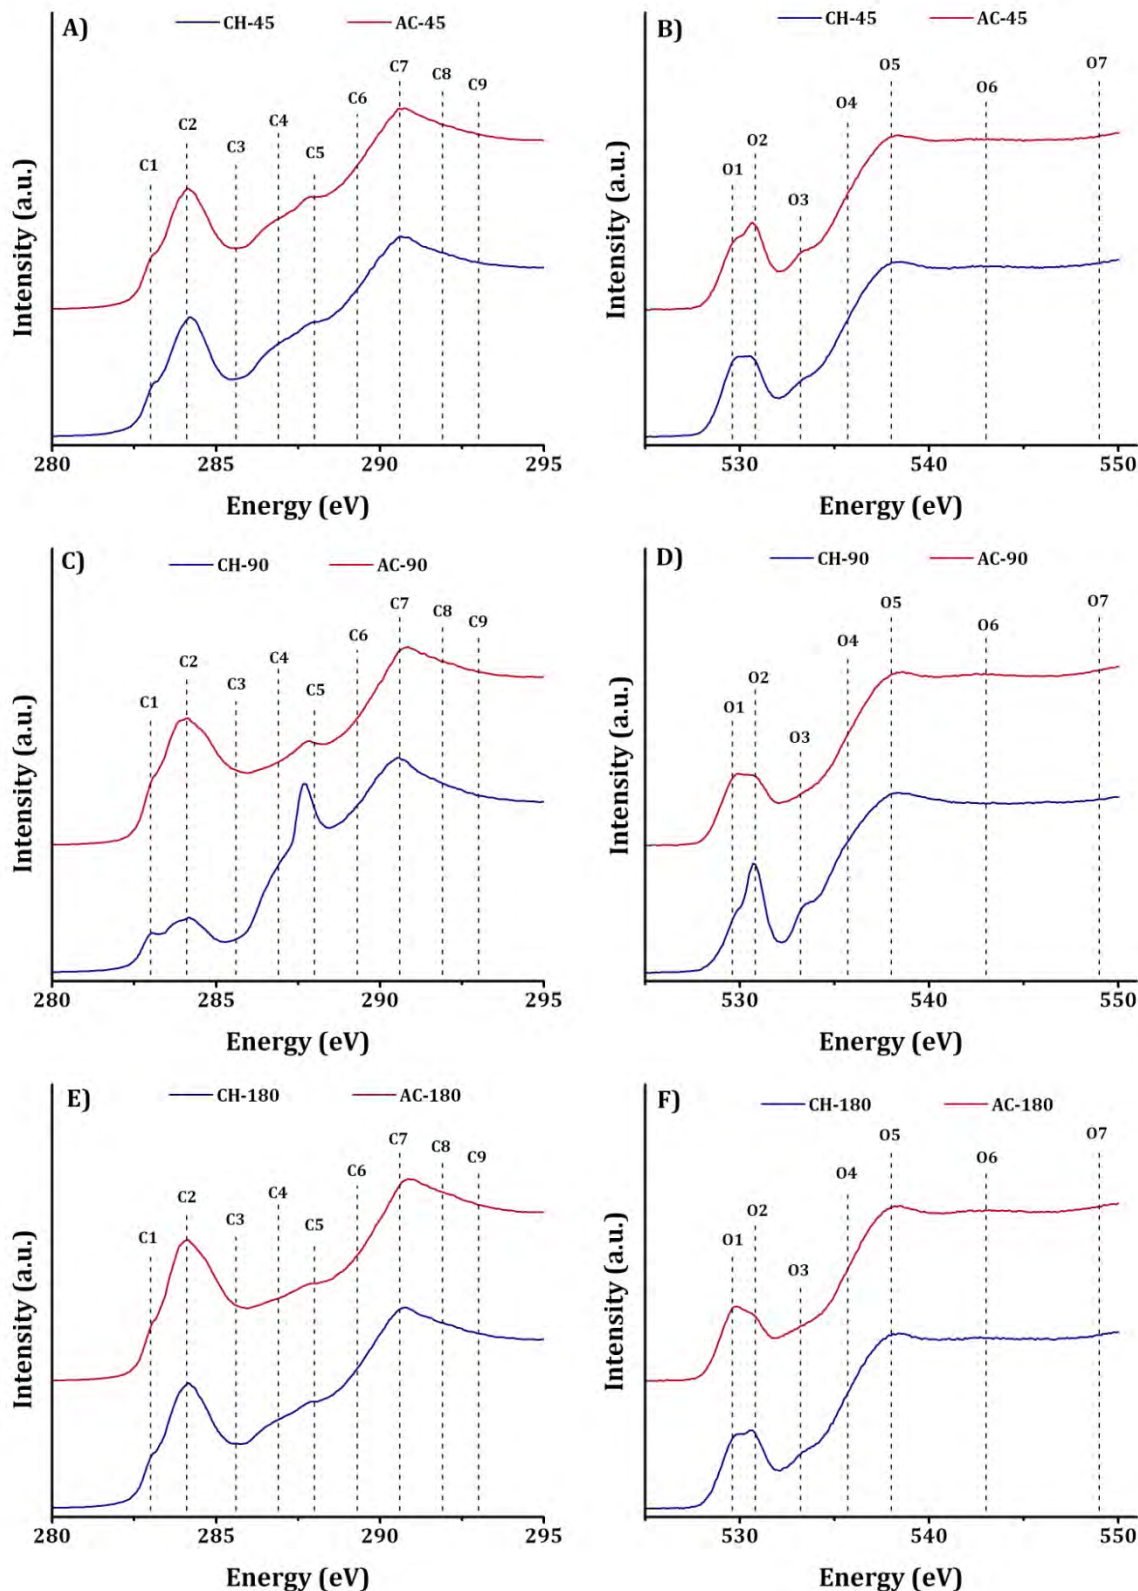 A) CH-45 AC-45
C1 C2 C3 C4 C5 C6 C7 C8 C9
Intensity (a.u.)
280 285 290 295
Energy (eV)
B) CH-45 AC-45
O1 O2 O3 O4 O5 O6 O7
Intensity (a.u.)
530 540 550
Energy (eV)
C) CH-90 AC-90
C1 C2 C3 C4 C5 C6 C7 C8 C9
Intensity (a.u.)
280 285 290 295
Energy (eV)
D) CH-90 AC-90
O1 O2 O3 O4 O5 O6 O7
Intensity (a.u.)
530 540 550
Energy (eV)
E) CH-180 AC-180
C1 C2 C3 C4 C5 C6 C7 C8 C9
Intensity (a.u.)
280 285 290 295
Energy (eV)
F) CH-180 AC-180
O1 O2 O3 O4 O5 O6 O7
Intensity (a.u.)
530 540 550
Energy (eV)